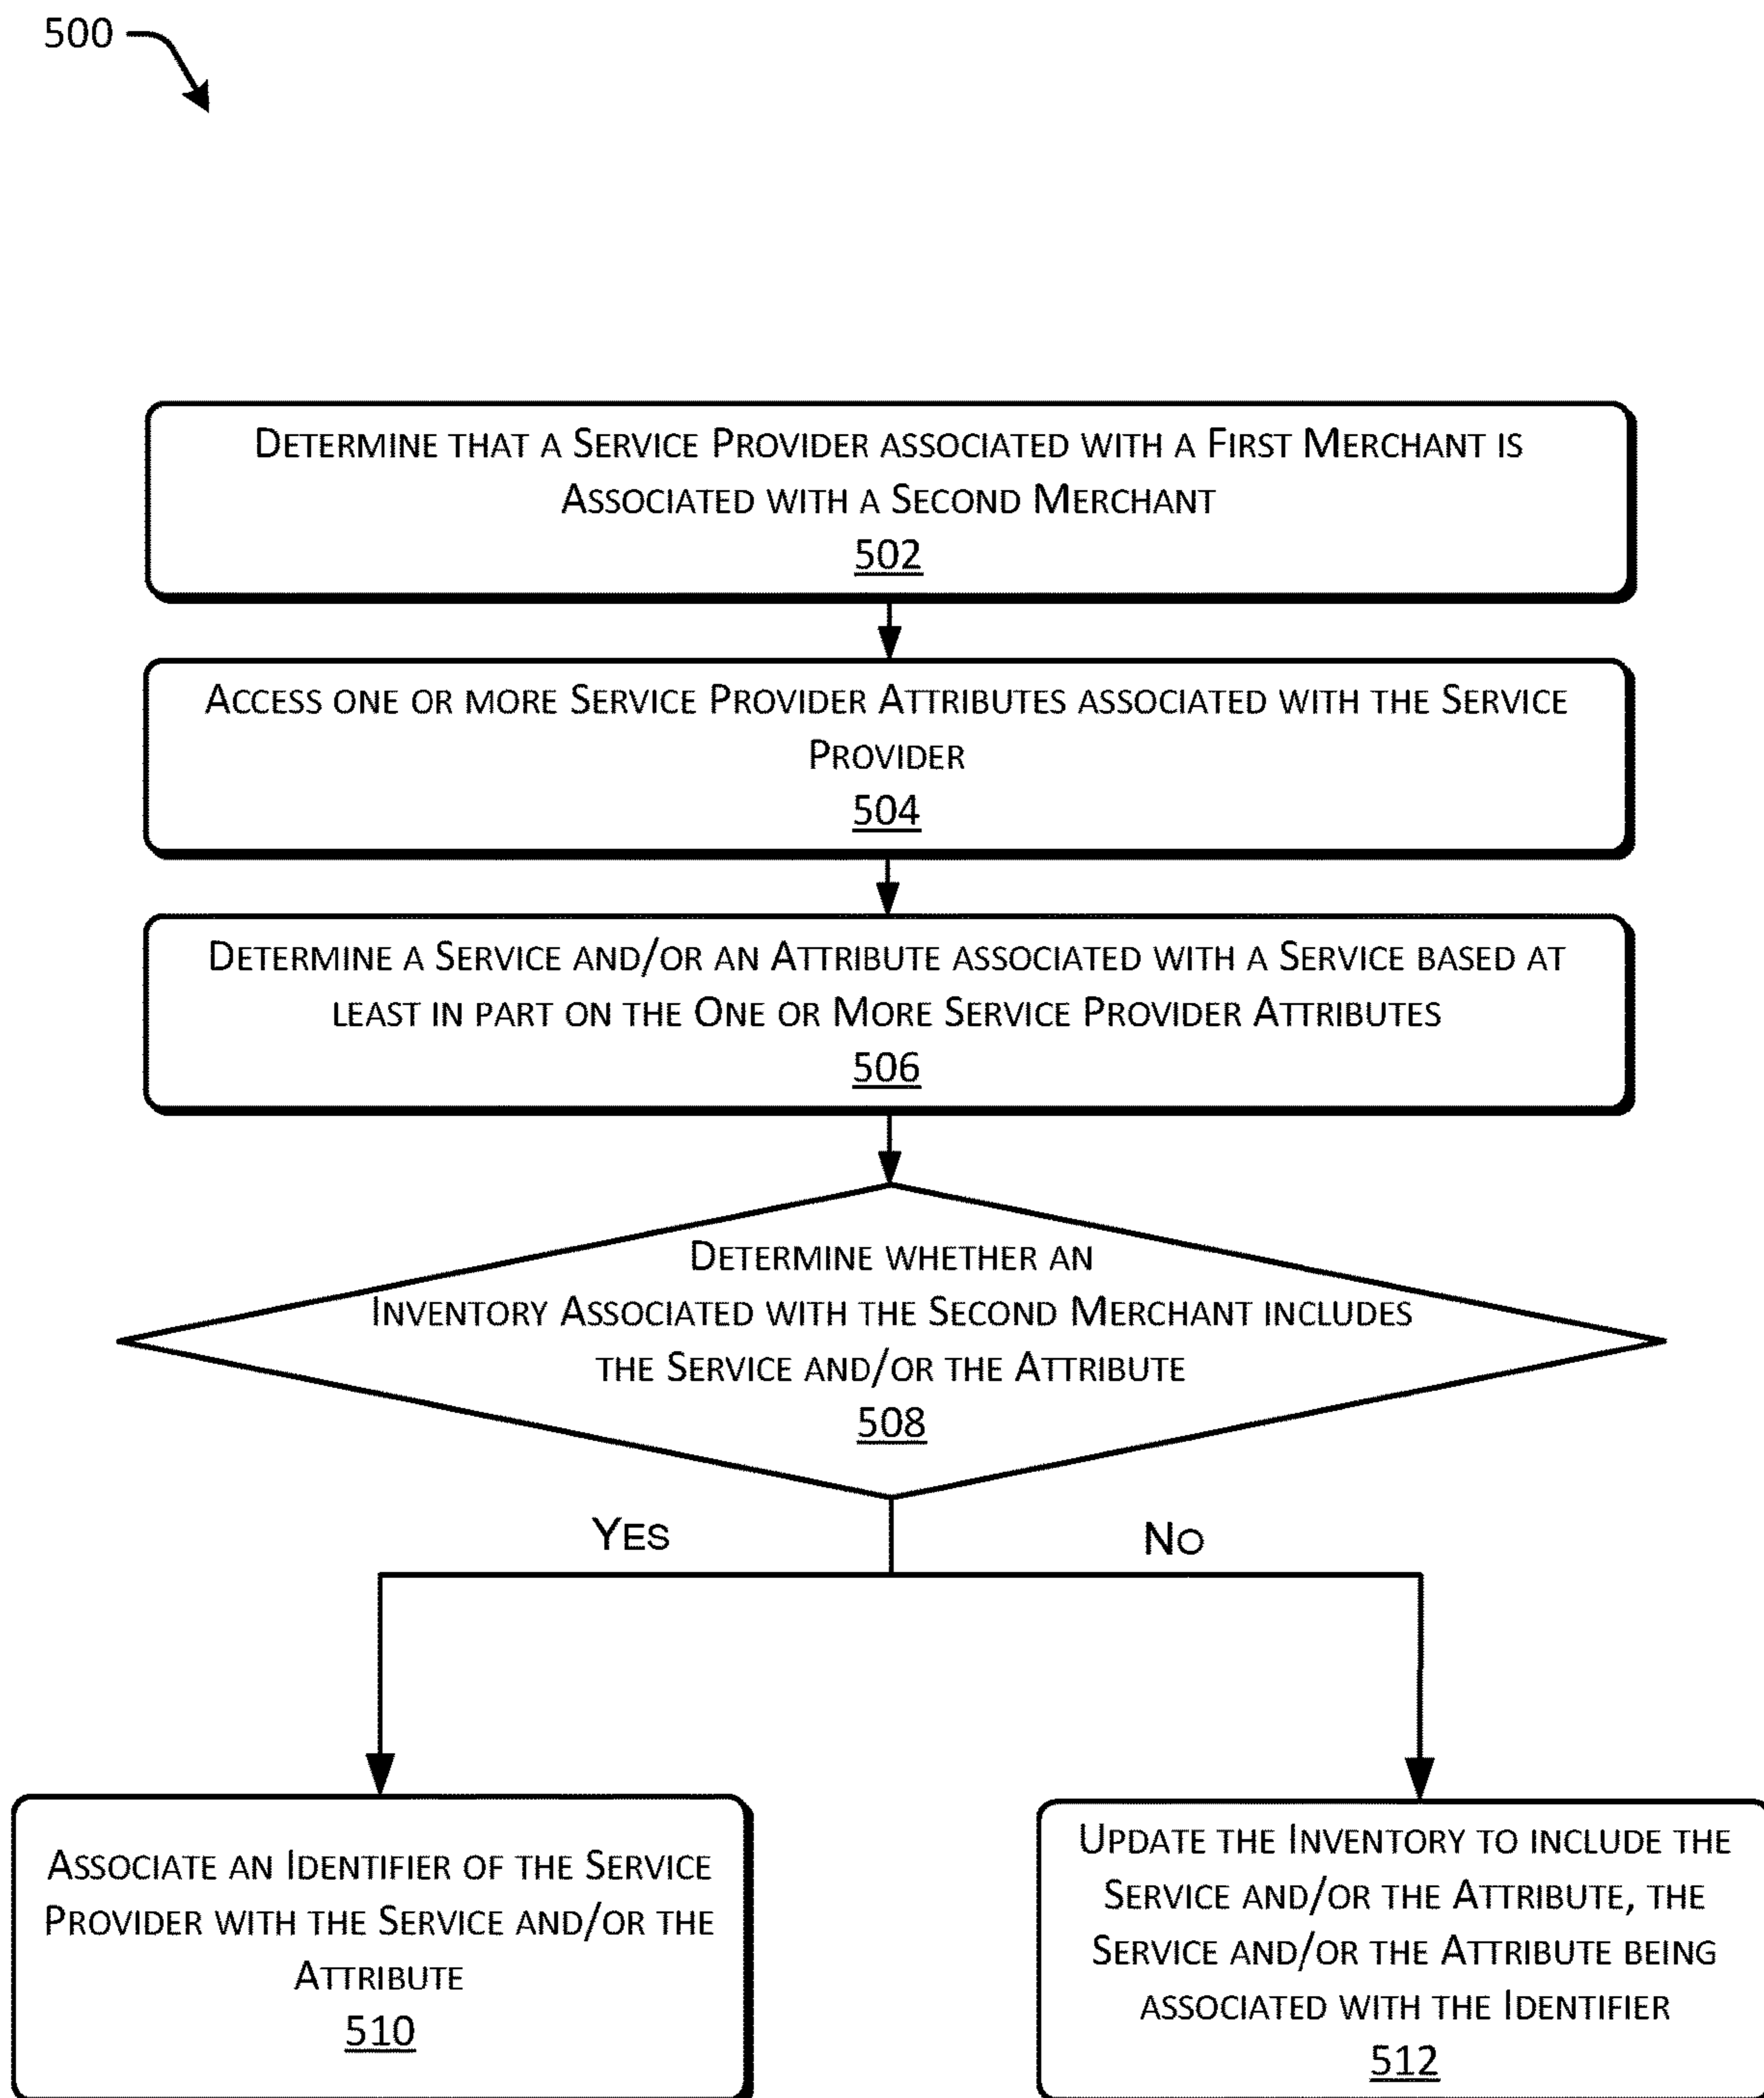 500
Determine that a Service Provider associated with a First Merchant is
Associated with a Second Merchant
502
Access one or more Service Provider Attributes associated with the Service
Provider
504
Determine a Service and/or an Attribute associated with a Service based at
least in part on the One or More Service Provider Attributes
506
Determine whether an
Inventory Associated with the Second Merchant includes
the Service and/or the Attribute
508
Yes
No
Associate an Identifier of the Service
Provider with the Service and/or the
Attribute
510
Update the Inventory to include the
Service and/or the Attribute, the
Service and/or the Attribute being
associated with the Identifier
512